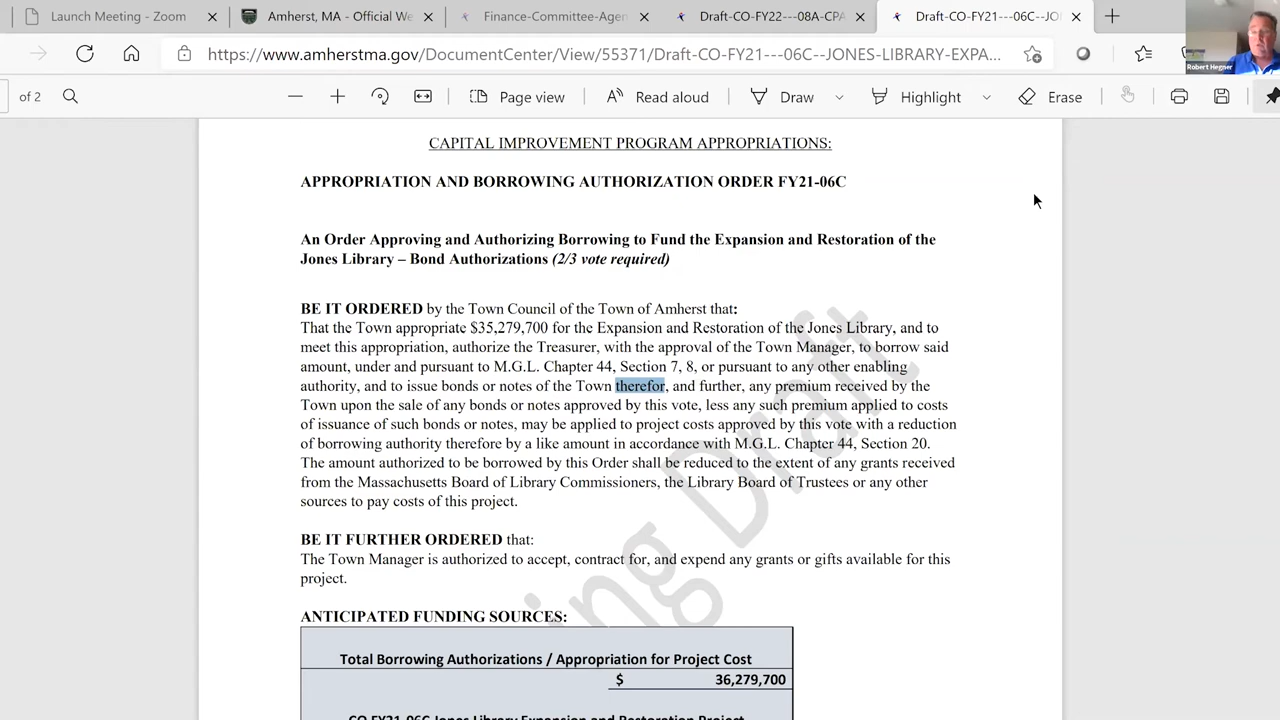 Launch Meeting - Zoom
Amherst, MA - Official We
Finance-Committee-Agen
Draft-CO-FY22---08A-CPA
Draft-CO-FY21---06C--JO
Robert Hegner
https://www.amherstma.gov/DocumentCenter/View/55371/Draft-CO-FY21---06C--JONES-LIBRARY-EXPA...
of 2
Page view
Read aloud
Draw
Highlight
Erase
CAPITAL IMPROVEMENT PROGRAM APPROPRIATIONS:
APPROPRIATION AND BORROWING AUTHORIZATION ORDER FY21-06C
An Order Approving and Authorizing Borrowing to Fund the Expansion and Restoration of the
Jones Library – Bond Authorizations (2/3 vote required)
BE IT ORDERED by the Town Council of the Town of Amherst that:
That the Town appropriate $35,279,700 for the Expansion and Restoration of the Jones Library, and to
meet this appropriation, authorize the Treasurer, with the approval of the Town Manager, to borrow said
amount, under and pursuant to M.G.L. Chapter 44, Section 7, 8, or pursuant to any other enabling
authority, and to issue bonds or notes of the Town therefor, and further, any premium received by the
Town upon the sale of any bonds or notes approved by this vote, less any such premium applied to costs
of issuance of such bonds or notes, may be applied to project costs approved by this vote with a reduction
of borrowing authority therefore by a like amount in accordance with M.G.L. Chapter 44, Section 20.
The amount authorized to be borrowed by this Order shall be reduced to the extent of any grants received
from the Massachusetts Board of Library Commissioners, the Library Board of Trustees or any other
sources to pay costs of this project.
BE IT FURTHER ORDERED that:
The Town Manager is authorized to accept, contract for, and expend any grants or gifts available for this
project.
ANTICIPATED FUNDING SOURCES:
Total Borrowing Authorizations / Appropriation for Project Cost
$ 36,279,700
CO FY21-06C Jones Library Expansion and Restoration Project
ing Draft